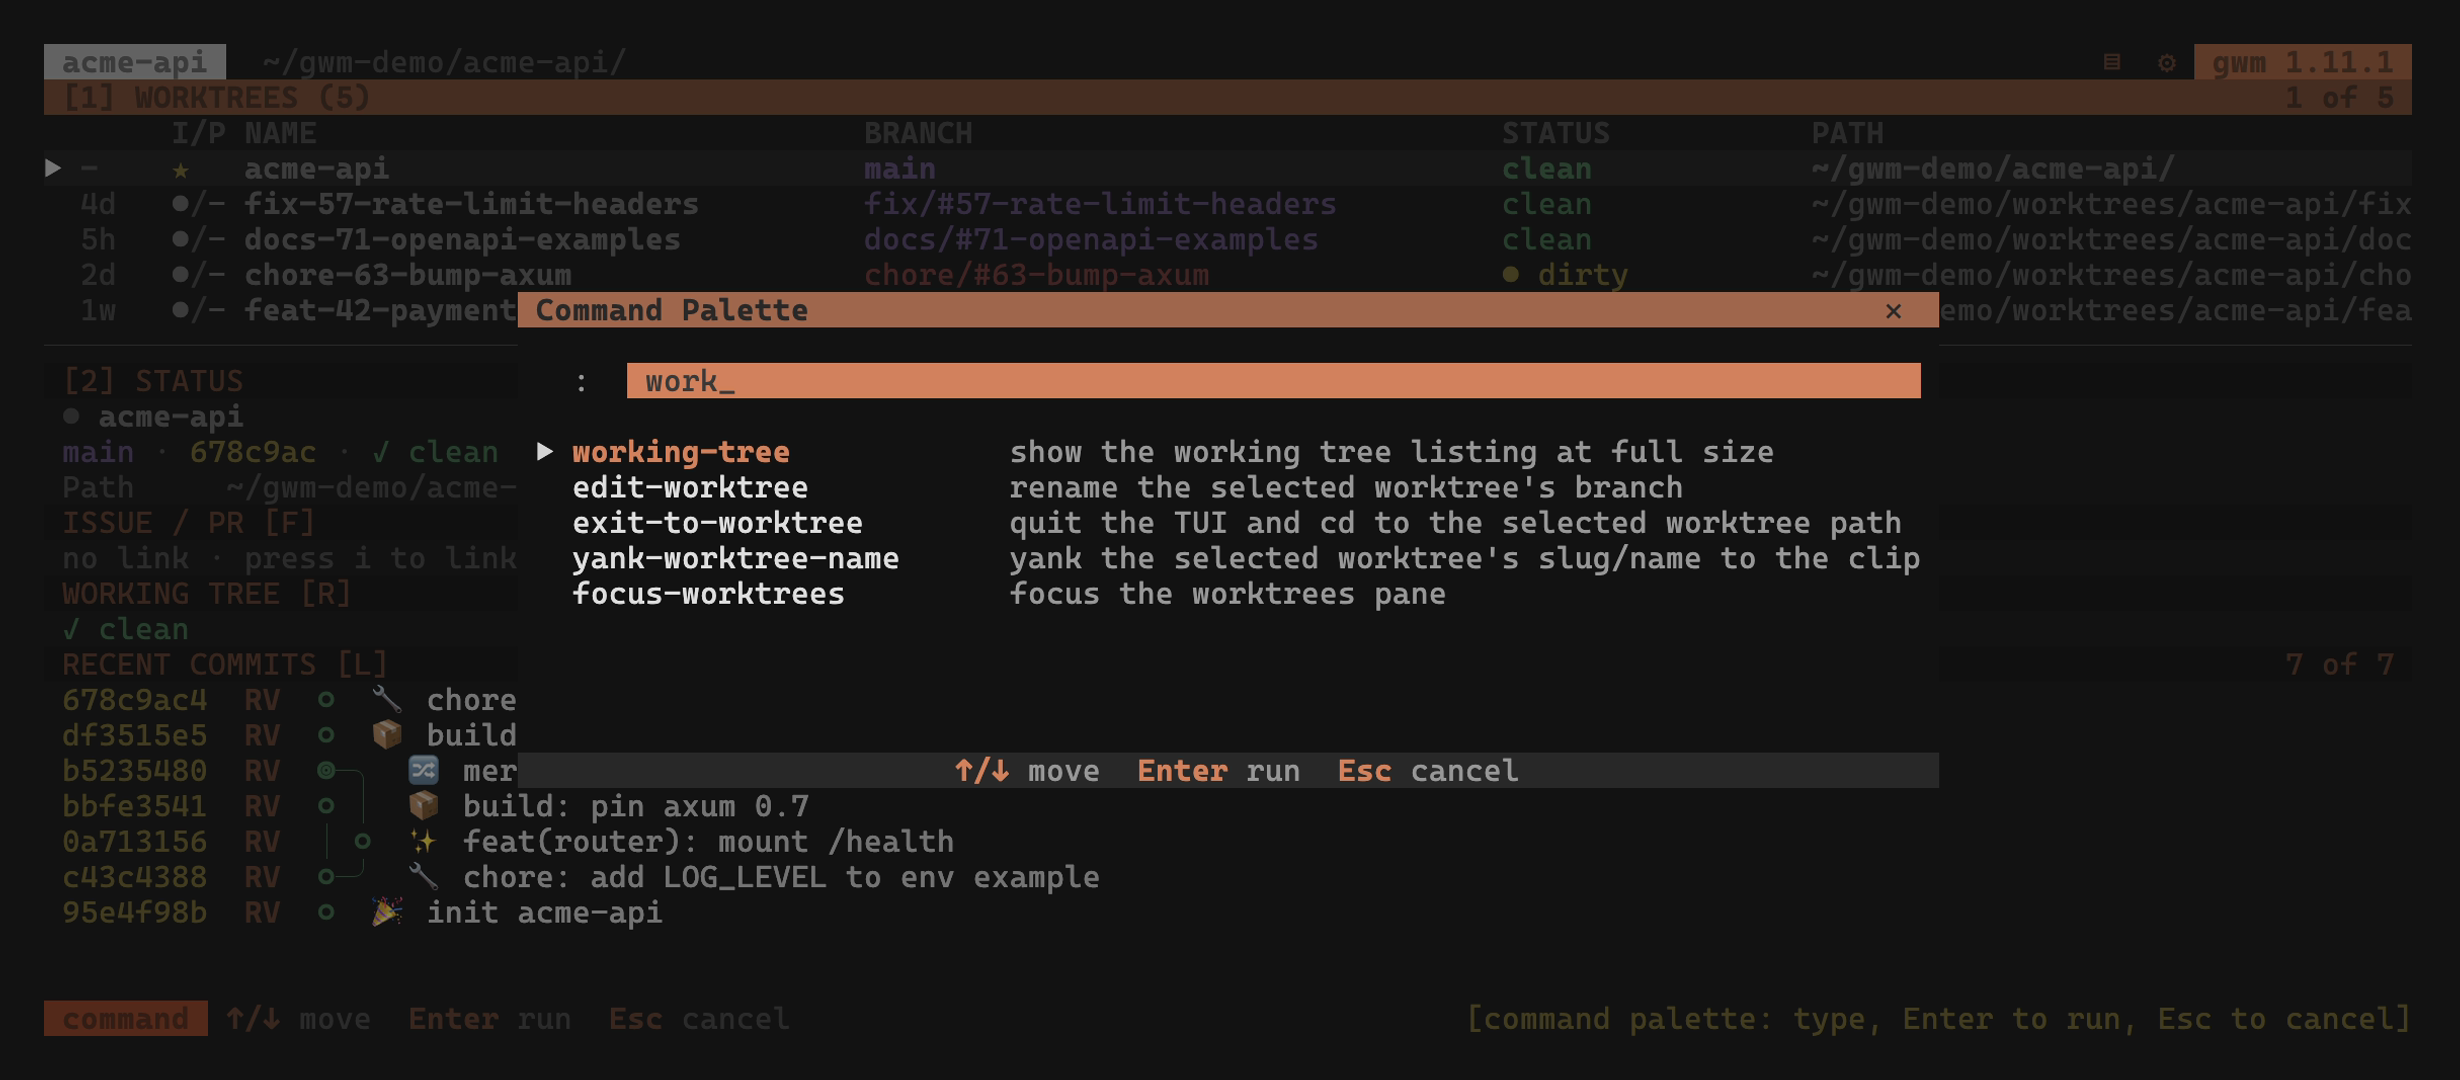 acme-api ~/gwm-demo/acme-api/ gwm 1.11.1
[1] WORKTREES (5) 1 of 5
I/P NAME BRANCH STATUS PATH
▶ - ★ acme-api main clean ~/gwm-demo/acme-api/
4d ●/- fix-57-rate-limit-headers fix/#57-rate-limit-headers clean ~/gwm-demo/worktrees/acme-api/fix
5h ●/- docs-71-openapi-examples docs/#71-openapi-examples clean ~/gwm-demo/worktrees/acme-api/doc
2d ●/- chore-63-bump-axum chore/#63-bump-axum ● dirty ~/gwm-demo/worktrees/acme-api/cho
1w ●/- feat-42-payment emo/worktrees/acme-api/fea
Command Palette ×
: work_
▶ working-tree show the working tree listing at full size
edit-worktree rename the selected worktree's branch
exit-to-worktree quit the TUI and cd to the selected worktree path
yank-worktree-name yank the selected worktree's slug/name to the clip
focus-worktrees focus the worktrees pane
↑/↓ move Enter run Esc cancel
[2] STATUS
● acme-api
main · 678c9ac · ✓ clean
Path ~/gwm-demo/acme-
ISSUE / PR [F]
no link · press i to link
WORKING TREE [R]
✓ clean
RECENT COMMITS [L] 7 of 7
678c9ac4 RV chore
df3515e5 RV build
b5235480 RV mer
bbfe3541 RV build: pin axum 0.7
0a713156 RV feat(router): mount /health
c43c4388 RV chore: add LOG_LEVEL to env example
95e4f98b RV init acme-api
command ↑/↓ move Enter run Esc cancel [command palette: type, Enter to run, Esc to cancel]